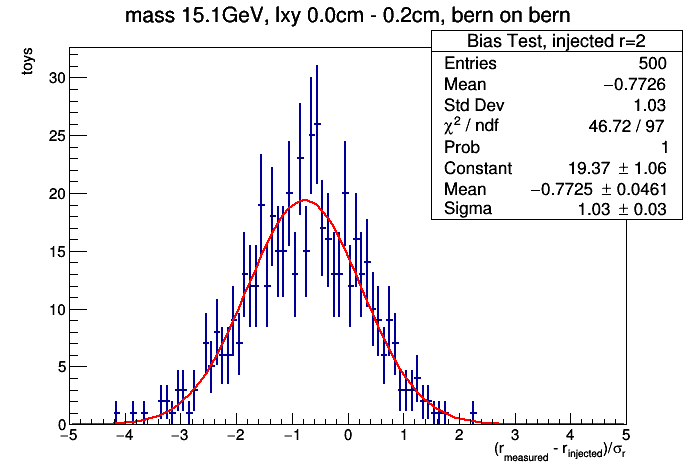 mass 15.1GeV, lxy 0.0cm - 0.2cm, bern on bern
Bias Test, injected r=2
Entries 500
Mean −0.7726
Std Dev 1.03
χ² / ndf 46.72 / 97
Prob 1
Constant 19.37 ± 1.06
Mean −0.7725 ± 0.0461
Sigma 1.03 ± 0.03
toys
30
25
20
15
10
5
0
−5 −4 −3 −2 −1 0 1 2 3 4 5
(r_measured - r_injected)/σ_r